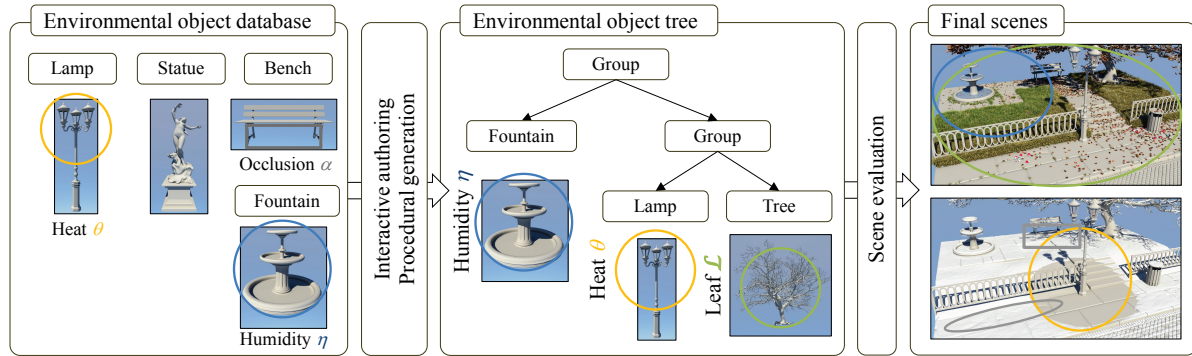 Environmental object database
Lamp
Statue
Bench
Heat θ
Occlusion α
Fountain
Humidity η
Interactive authoring
Procedural generation
Environmental object tree
Group
Fountain
Group
Humidity η
Lamp
Tree
Heat θ
Leaf ℒ
Scene evaluation
Final scenes